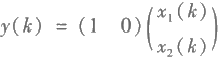 y(k) = (1 0)(x₁(k)
x₂(k))